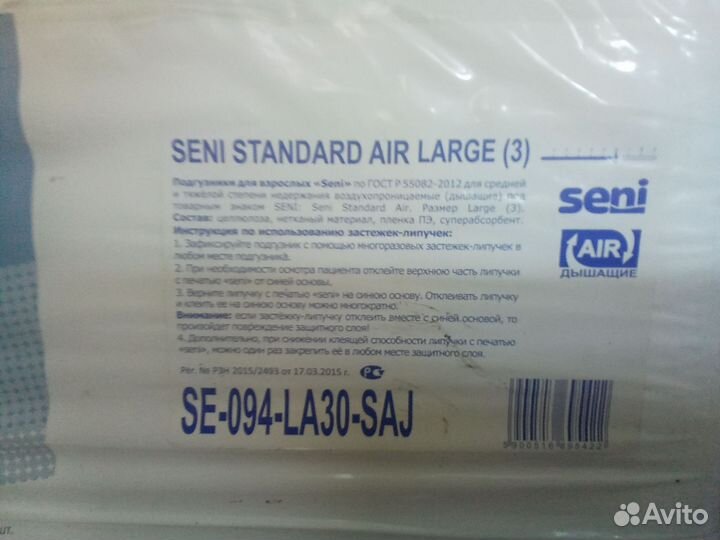 SENI STANDARD AIR LARGE (3)
Подгузники для взрослых «Seni» по ГОСТ Р 55082-2012 для средней
и тяжёлой степени недержания воздухопроницаемые (дышащие) под
товарным знаком SENI: Seni Standard Air. Размер Large (3).
Состав: целлюлоза, нетканый материал, пленка ПЭ, суперабсорбент.
Инструкция по использованию застежек-липучек:
1. Зафиксируйте подгузник с помощью многоразовых застежек-липучек в
любом месте подгузника.
2. При необходимости осмотра пациента отклейте верхнюю часть липучки
с печатью «seni» от синей основы.
3. Верните липучку с печатью «seni» на синюю основу. Отклеивать липучку
и клеить ее на синюю основу можно многократно.
Внимание: если застёжку-липучку отклеить вместе с синей основой, то
произойдет повреждение защитного слоя!
4. Дополнительно, при снижении клеящей способности липучки с печатью
«seni», можно один раз закрепить её в любом месте защитного слоя.
Рег. № РЗН 2015/2493 от 17.03.2015 г.
SE-094-LA30-SAJ
seni
AIR
ДЫШАЩИЕ
шт.
Avito